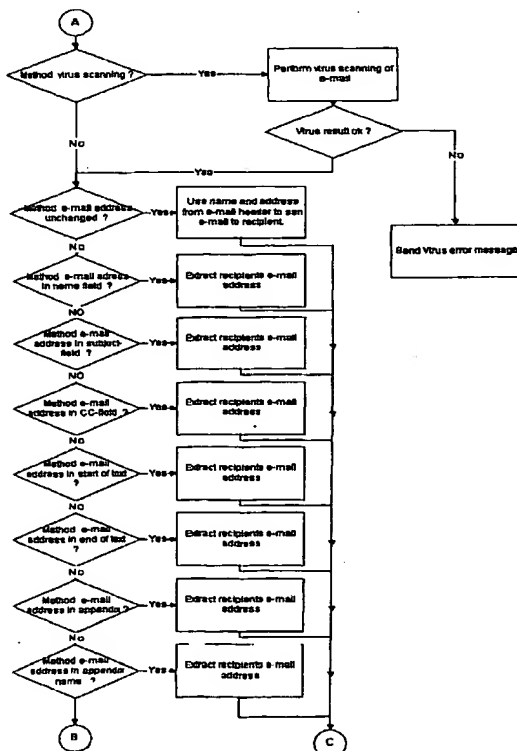 A
Method virus scanning ?
Yes
Perform virus scanning of
e-mail
No
Virus result ok ?
Yes
No
Method e-mail address
unchanged ?
Yes
Use name and address
from e-mail header to sen
e-mail to recipient.
Send Virus error message
No
Method e-mail adress
in name field ?
Yes
Extract recipients e-mail
address
NO
Method e-mail
address in subject-
field ?
Yes
Extract recipients e-mail
address
NO
Method e-mail
address in CC-field ?
Yes
Extract recipients e-mail
address
No
Method e-mail
address in start of text
?
Yes
Extract recipients e-mail
address
No
Method e-mail
address in end of text
?
Yes
Extract recipients e-mail
address
No
Method e-mail
address in appendix ?
Yes
Extract recipients e-mail
address
No
Method e-mail
address in appendix
name ?
Yes
Extract recipients e-mail
address
B
C